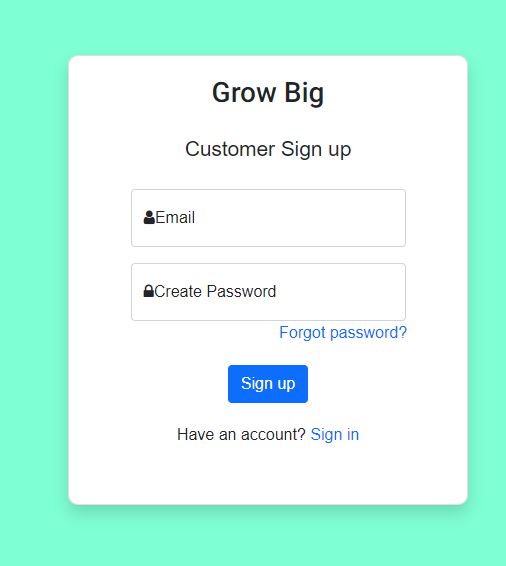 Grow Big
Customer Sign up
Email
Create Password
Forgot password?
Sign up
Have an account? Sign in